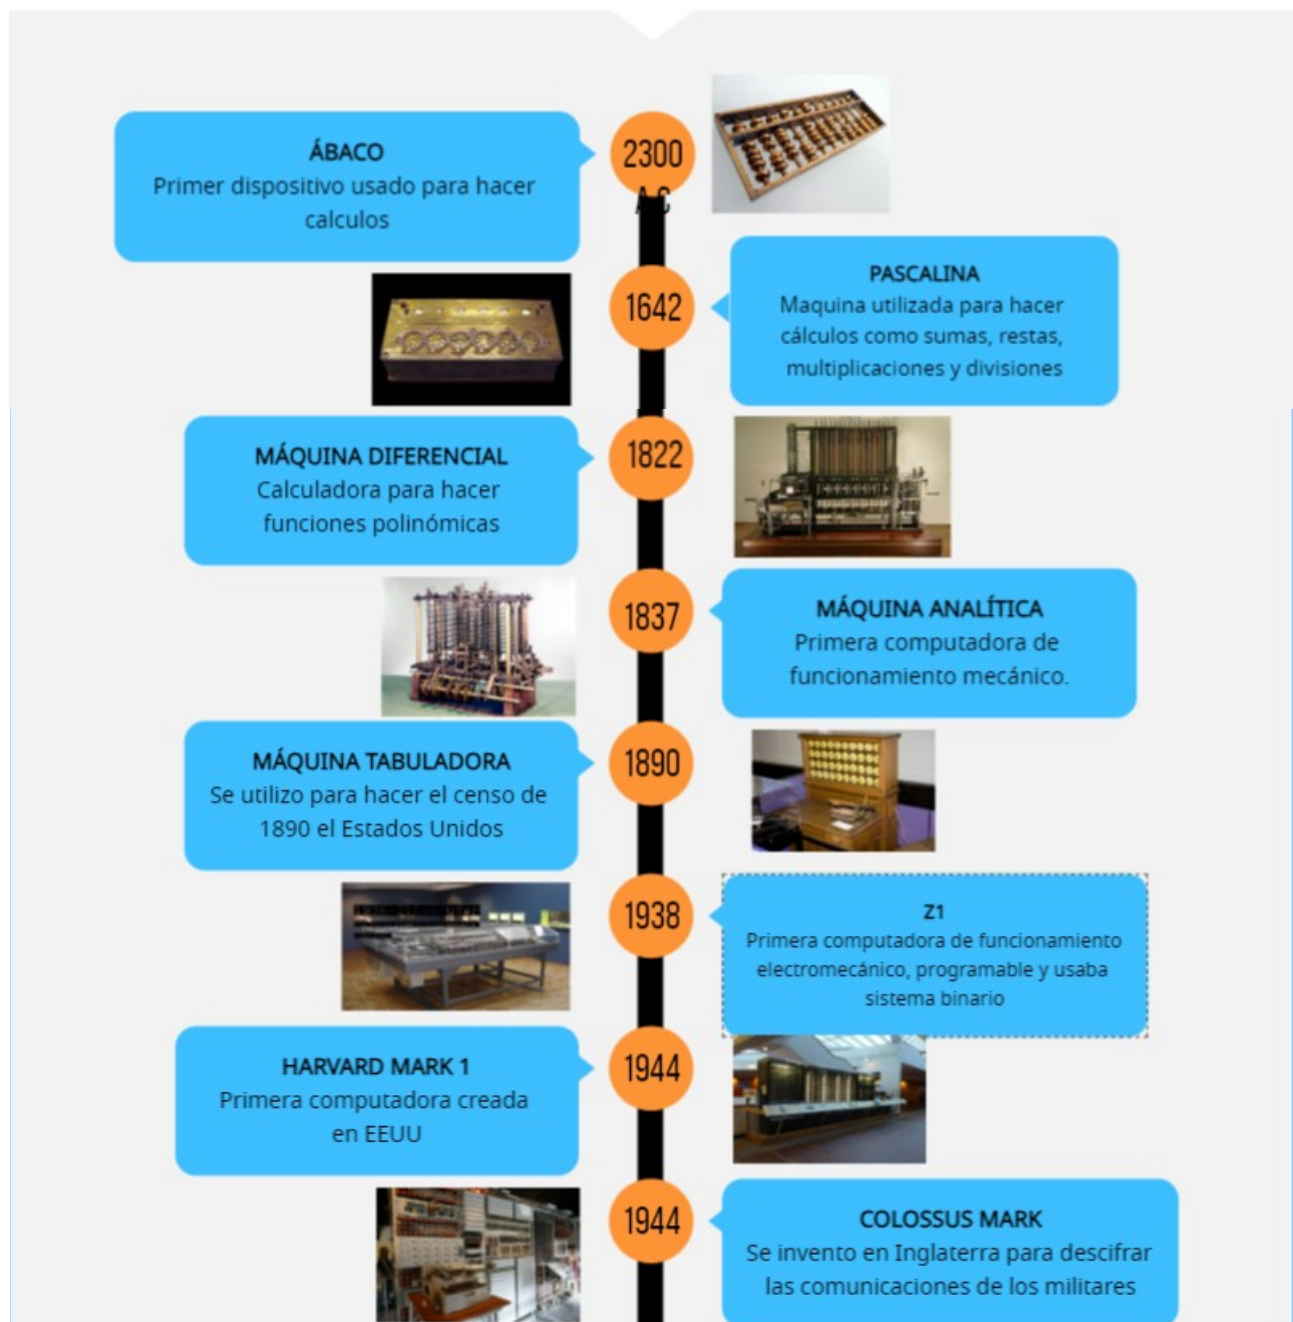 ÁBACO
Primer dispositivo usado para hacer
calculos
2300
A C
PASCALINA
Maquina utilizada para hacer
cálculos como sumas, restas,
multiplicaciones y divisiones
1642
MÁQUINA DIFERENCIAL
Calculadora para hacer
funciones polinómicas
1822
MÁQUINA ANALÍTICA
Primera computadora de
funcionamiento mecánico.
1837
MÁQUINA TABULADORA
Se utilizo para hacer el censo de
1890 el Estados Unidos
1890
Z1
Primera computadora de funcionamiento
electromecánico, programable y usaba
sistema binario
1938
HARVARD MARK 1
Primera computadora creada
en EEUU
1944
COLOSSUS MARK
Se invento en Inglaterra para descifrar
las comunicaciones de los militares
1944